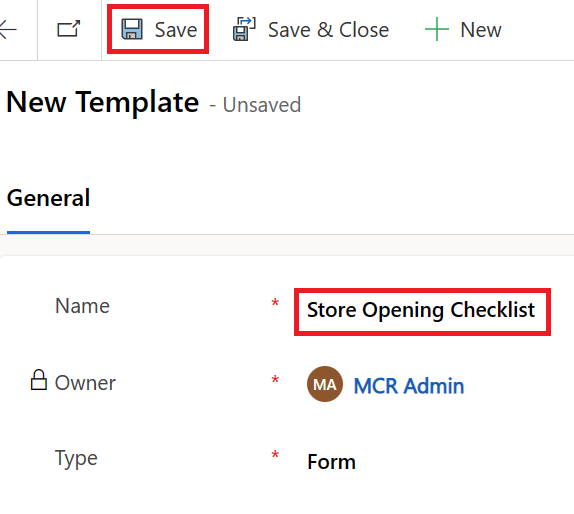 Save Save & Close New
New Template - Unsaved
General
Name * Store Opening Checklist
Owner * MA MCR Admin
Type * Form